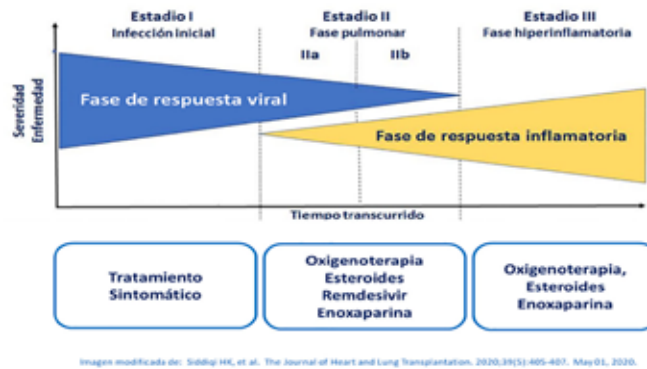 Estadio I
Infección inicial
Estadio II
Fase pulmonar
IIa
IIb
Estadio III
Fase hiperinflamatoria
Severidad
Enfermedad
Fase de respuesta viral
Fase de respuesta inflamatoria
Tiempo transcurrido
Tratamiento
Sintomático
Oxigenoterapia
Esteroides
Remdesivir
Enoxaparina
Oxigenoterapia,
Esteroides
Enoxaparina
Imagen modificada de: Siddiqi HK, et al. The Journal of Heart and Lung Transplantation. 2020;39(5):405-407. May 01, 2020.